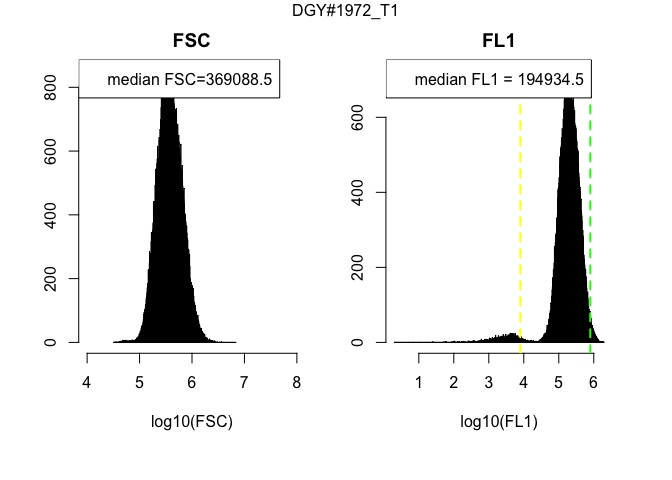 DGY#1972_T1
FSC
median FSC=369088.5
0
200
400
600
800
4 5 6 7 8
log10(FSC)
FL1
median FL1 = 194934.5
0
200
400
600
1 2 3 4 5 6
log10(FL1)